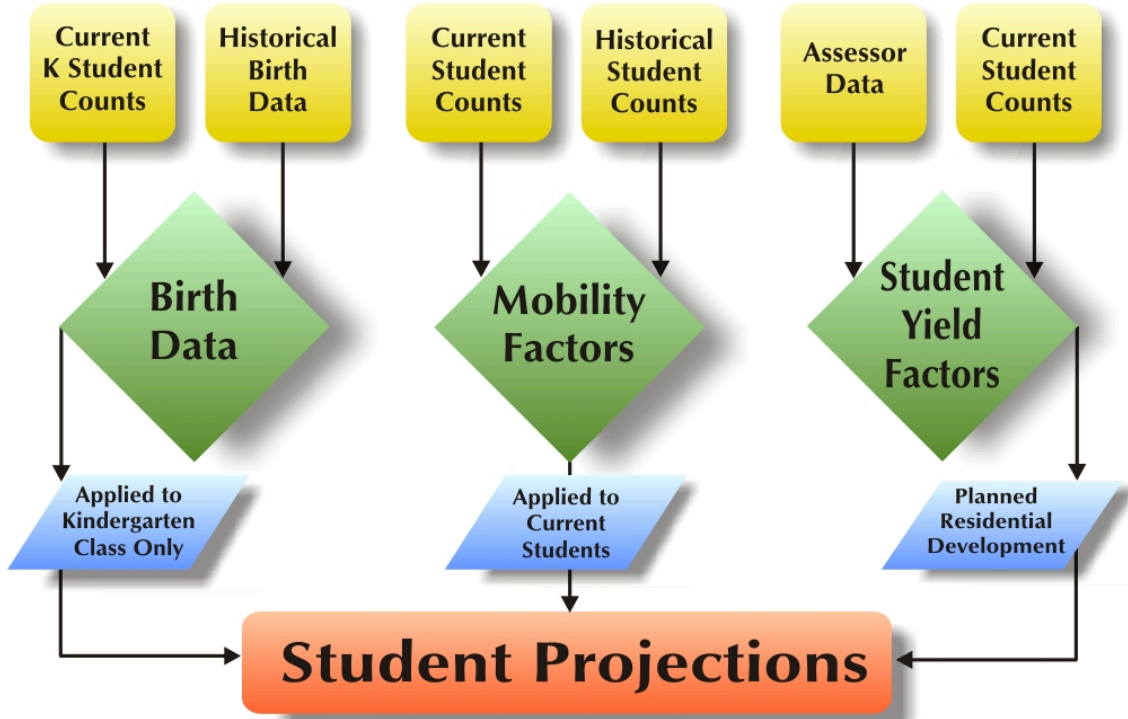 Current
K Student
Counts
Historical
Birth
Data
Current
Student
Counts
Historical
Student
Counts
Assessor
Data
Current
Student
Counts
Birth
Data
Mobility
Factors
Student
Yield
Factors
Applied to
Kindergarten
Class Only
Applied to
Current
Students
Planned
Residential
Development
Student Projections